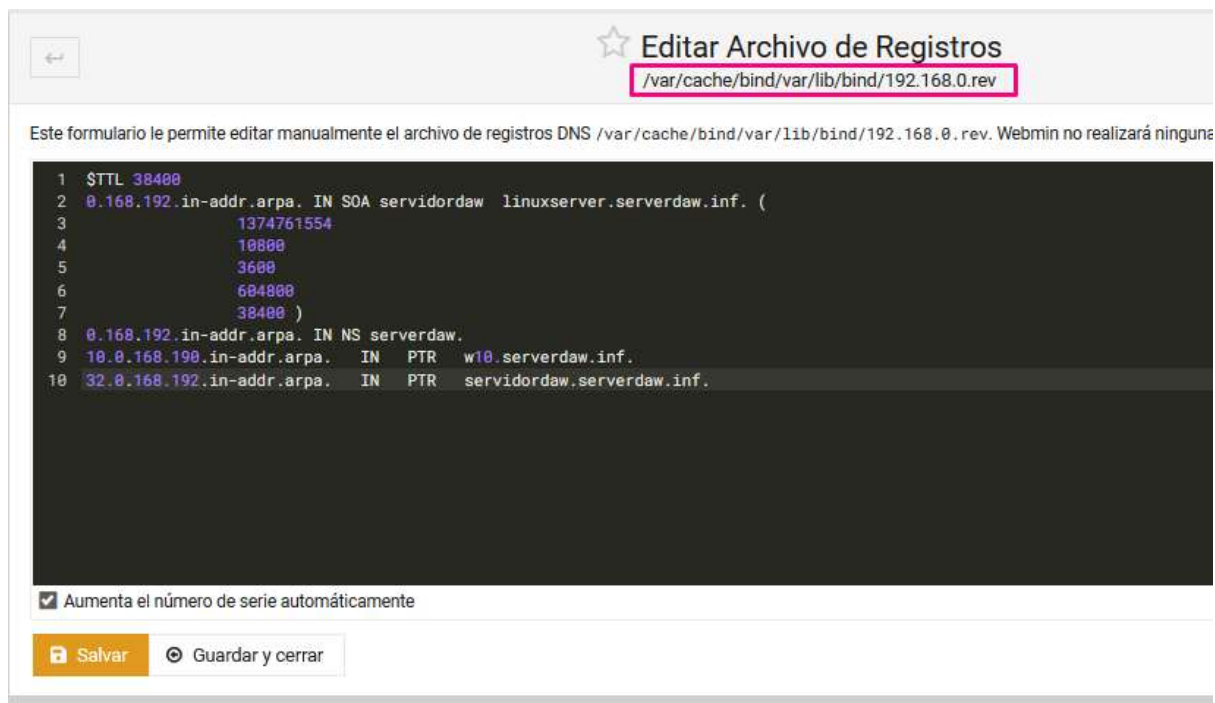 Editar Archivo de Registros
/var/cache/bind/var/lib/bind/192.168.0.rev
Este formulario le permite editar manualmente el archivo de registros DNS /var/cache/bind/var/lib/bind/192.168.0.rev. Webmin no realizará ninguna
1 $TTL 38400
2 0.168.192.in-addr.arpa. IN SOA servidordaw linuxserver.serverdaw.inf. (
3 1374761554
4 10800
5 3600
6 604800
7 38400 )
8 0.168.192.in-addr.arpa. IN NS serverdaw.
9 10.0.168.190.in-addr.arpa. IN PTR w10.serverdaw.inf.
10 32.0.168.192.in-addr.arpa. IN PTR servidordaw.serverdaw.inf.
Aumenta el número de serie automáticamente
Salvar Guardar y cerrar